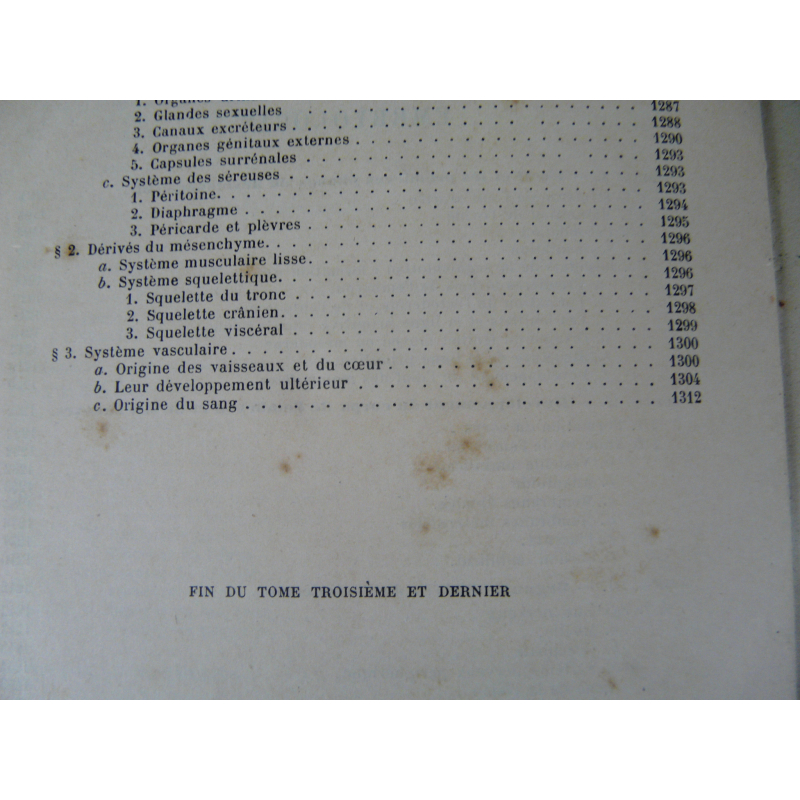 1. Organes
2. Glandes sexuelles . . . . . . . . . . . . . . . . . . . . 1287
3. Canaux excréteurs . . . . . . . . . . . . . . . . . . . . 1288
4. Organes génitaux externes . . . . . . . . . . . . . . . . 1290
5. Capsules surrénales . . . . . . . . . . . . . . . . . . . 1293
c. Système des séreuses . . . . . . . . . . . . . . . . . . . 1293
1. Péritoine. . . . . . . . . . . . . . . . . . . . . . . . 1293
2. Diaphragme . . . . . . . . . . . . . . . . . . . . . . . 1294
3. Péricarde et plèvres . . . . . . . . . . . . . . . . . . 1295
§ 2. Dérivés du mésenchyme. . . . . . . . . . . . . . . . . . 1296
a. Système musculaire lisse. . . . . . . . . . . . . . . . . 1296
b. Système squelettique. . . . . . . . . . . . . . . . . . . 1296
1. Squelette du tronc . . . . . . . . . . . . . . . . . . . 1297
2. Squelette crânien . . . . . . . . . . . . . . . . . . . . 1298
3. Squelette viscéral . . . . . . . . . . . . . . . . . . . 1299
§ 3. Système vasculaire . . . . . . . . . . . . . . . . . . . 1300
a. Origine des vaisseaux et du cœur . . . . . . . . . . . . . 1300
b. Leur développement ultérieur . . . . . . . . . . . . . . . 1304
c. Origine du sang . . . . . . . . . . . . . . . . . . . . . 1312
FIN DU TOME TROISIÈME ET DERNIER